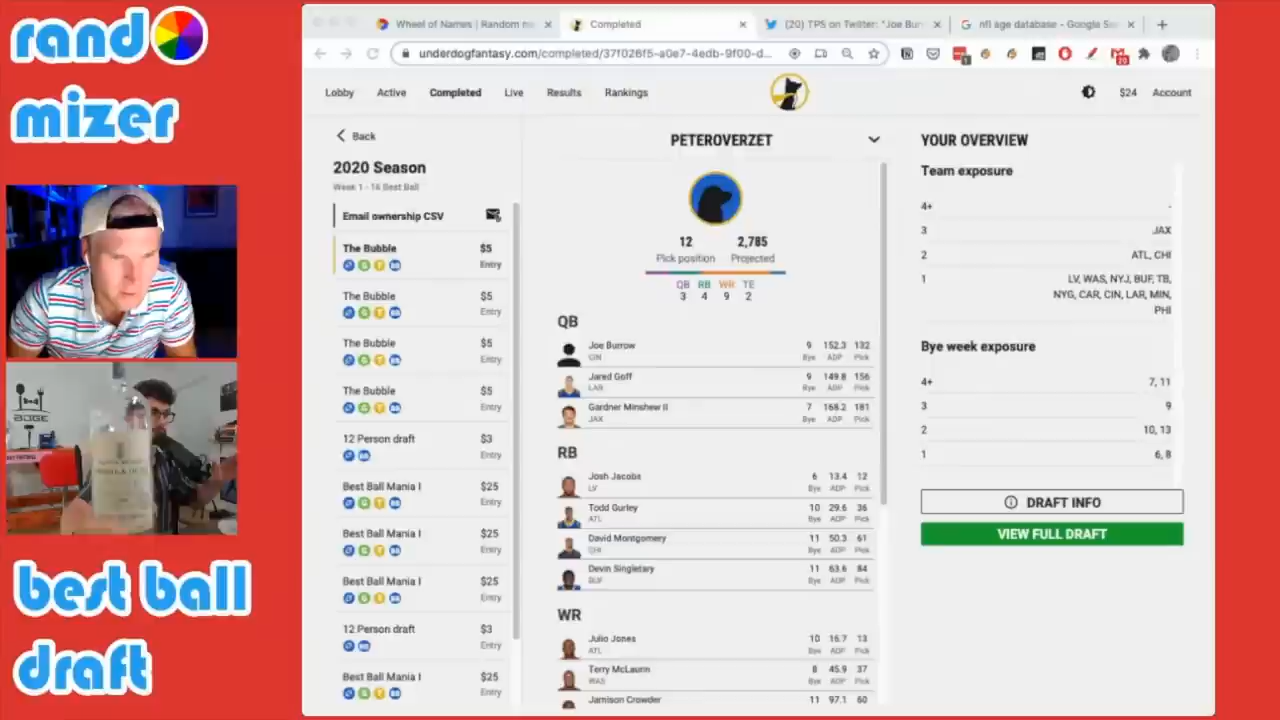 rand
mizer
best ball
draft
DOSE
Wheel of Names | Random na
Completed
(20) TPS on Twitter: "Joe Bur
nfl age database - Google Se
underdogfantasy.com/completed/37f026f5-a0e7-4edb-9f00-d...
Lobby Active Completed Live Results Rankings $24 Account
Back
2020 Season
Week 1 - 16 Best Ball
Email ownership CSV
The Bubble $5
Entry
The Bubble $5
Entry
The Bubble $5
Entry
The Bubble $5
Entry
12 Person draft $3
Entry
Best Ball Mania I $25
Entry
Best Ball Mania I $25
Entry
Best Ball Mania I $25
Entry
12 Person draft $3
Entry
Best Ball Mania I $25
Entry
PETEROVERZET
12 2,785
Pick position Projected
QB RB WR TE
3 4 9 2
QB
Joe Burrow 9 152.3 132
CIN Bye ADP Pick
Jared Goff 9 149.8 156
LAR Bye ADP Pick
Gardner Minshew II 7 168.2 181
JAX Bye ADP Pick
RB
Josh Jacobs 6 13.4 12
LV Bye ADP Pick
Todd Gurley 10 29.6 36
ATL Bye ADP Pick
David Montgomery 11 50.3 61
CHI Bye ADP Pick
Devin Singletary 11 63.6 84
BUF Bye ADP Pick
WR
Julio Jones 10 16.7 13
ATL Bye ADP Pick
Terry McLaurin 8 45.9 37
WAS Bye ADP Pick
Jamison Crowder 11 97.1 60
YOUR OVERVIEW
Team exposure
4+ -
3 JAX
2 ATL, CHI
1 LV, WAS, NYJ, BUF, TB,
NYG, CAR, CIN, LAR, MIN,
PHI
Bye week exposure
4+ 7, 11
3 9
2 10, 13
1 6, 8
DRAFT INFO
VIEW FULL DRAFT